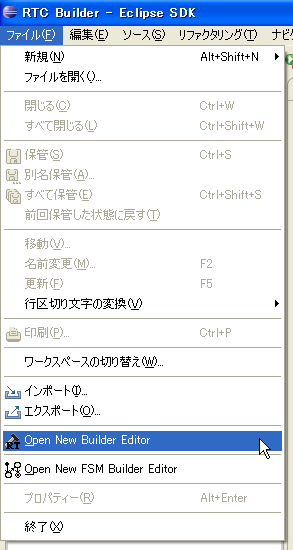 RTC Builder - Eclipse SDK
ファイル(F) 編集(E) ソース(S) リファクタリング(T) ナビ
新規(N) Alt+Shift+N
ファイルを開く(.)...
閉じる(C) Ctrl+W
すべて閉じる(L) Ctrl+Shift+W
保管(S) Ctrl+S
別名保管(A)...
すべて保管(E) Ctrl+Shift+S
前回保管した状態に戻す(T)
移動(V)...
名前変更(M)... F2
更新(F) F5
行区切り文字の変換(V)
印刷(P)... Ctrl+P
ワークスペースの切り替え(W)...
インポート(I)...
エクスポート(O)...
Open New Builder Editor
Open New FSM Builder Editor
プロパティー(R) Alt+Enter
終了(X)